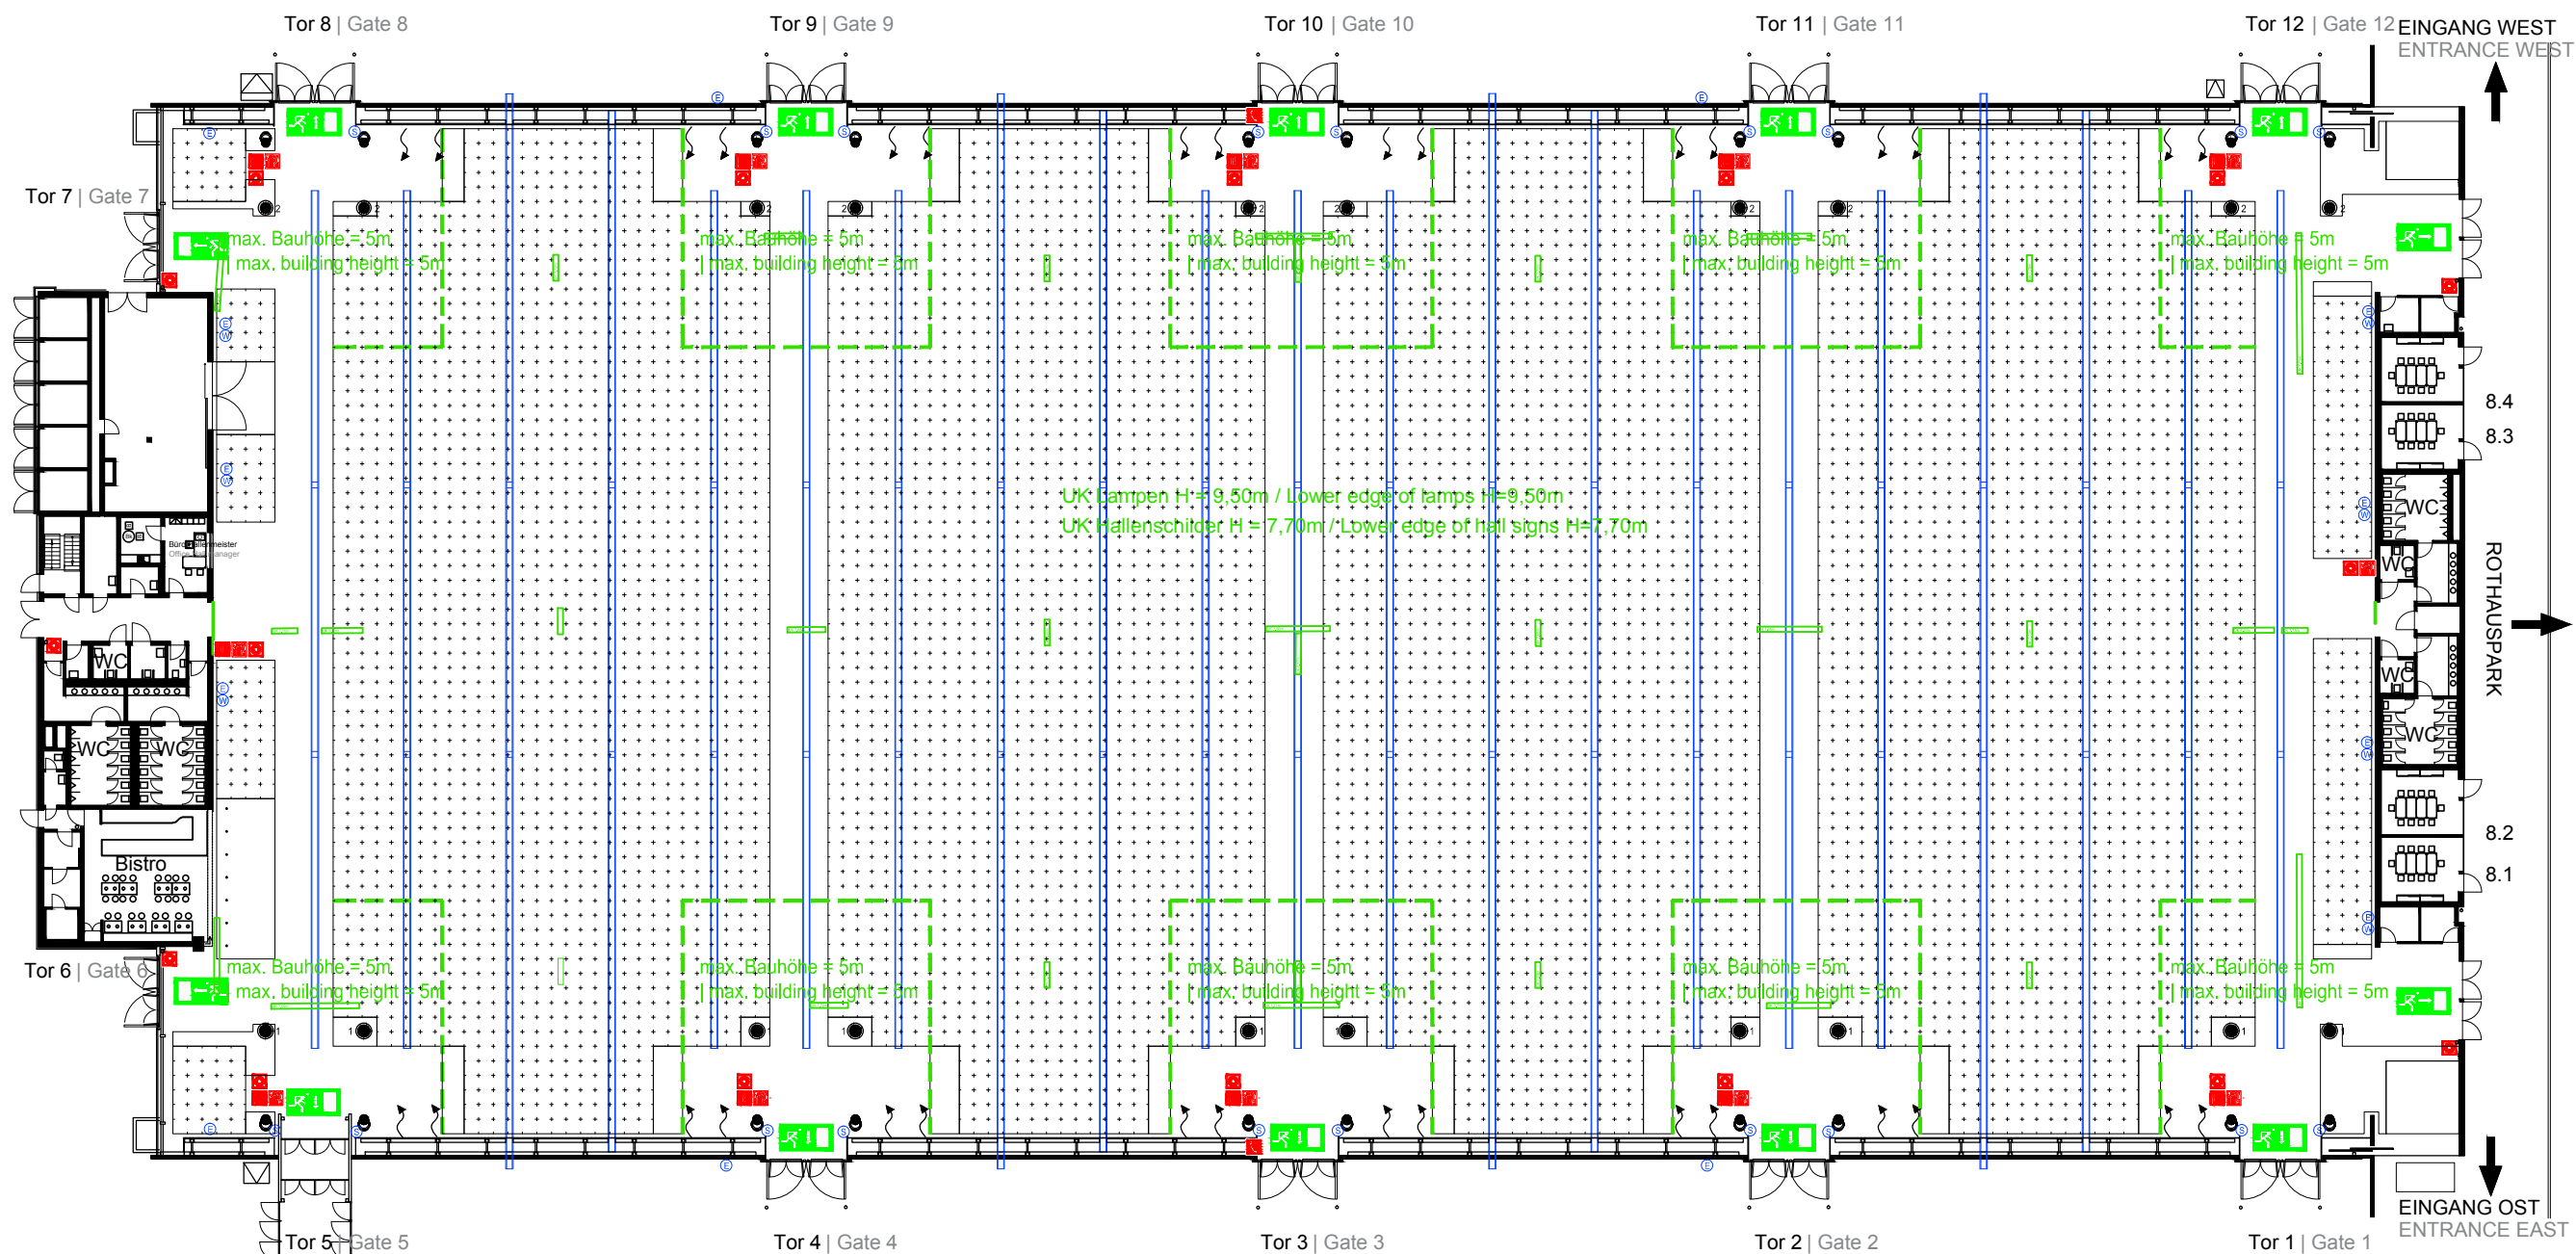 Tor 8 | Gate 8
Tor 9 | Gate 9
Tor 10 | Gate 10
Tor 11 | Gate 11
Tor 12 | Gate 12
EINGANG WEST
ENTRANCE WEST
Tor 7 | Gate 7
max. Bauhöhe = 5m
| max. building height = 5m
max. Bauhöhe = 5m
| max. building height = 5m
max. Bauhöhe = 5m
| max. building height = 5m
max. Bauhöhe = 5m
| max. building height = 5m
max. Bauhöhe = 5m
| max. building height = 5m
8.4
8.3
UK Lampen H = 9,50m / Lower edge of lamps H=9,50m
UK Hallenschilder H = 7,70m / Lower edge of hall signs H=7,70m
WC
WC
ROTHAUSPARK
WC
WC
WC
WC
WC
8.2
8.1
Bistro
Tor 6 | Gate 6
max. Bauhöhe = 5m
| max. building height = 5m
max. Bauhöhe = 5m
| max. building height = 5m
max. Bauhöhe = 5m
| max. building height = 5m
max. Bauhöhe = 5m
| max. building height = 5m
max. Bauhöhe = 5m
| max. building height = 5m
EINGANG OST
ENTRANCE EAST
Tor 5 | Gate 5
Tor 4 | Gate 4
Tor 3 | Gate 3
Tor 2 | Gate 2
Tor 1 | Gate 1